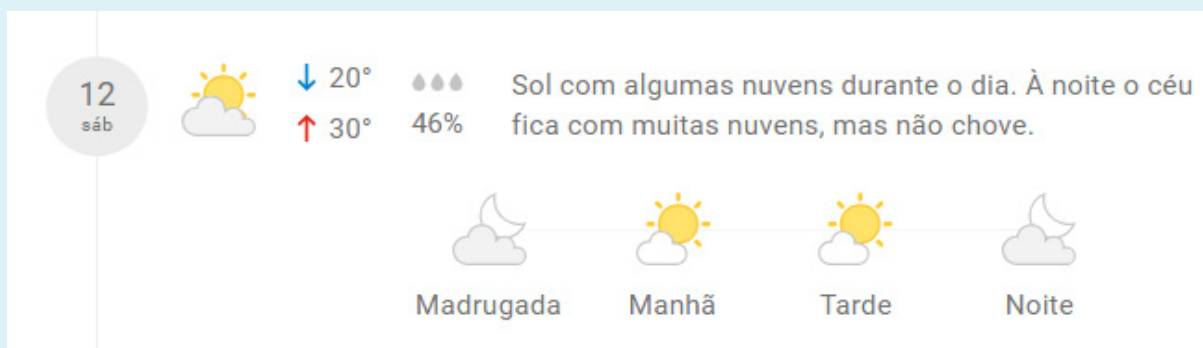 12
sáb
↓ 20°
↑ 30°
46%
Sol com algumas nuvens durante o dia. À noite o céu
fica com muitas nuvens, mas não chove.
Madrugada
Manhã
Tarde
Noite